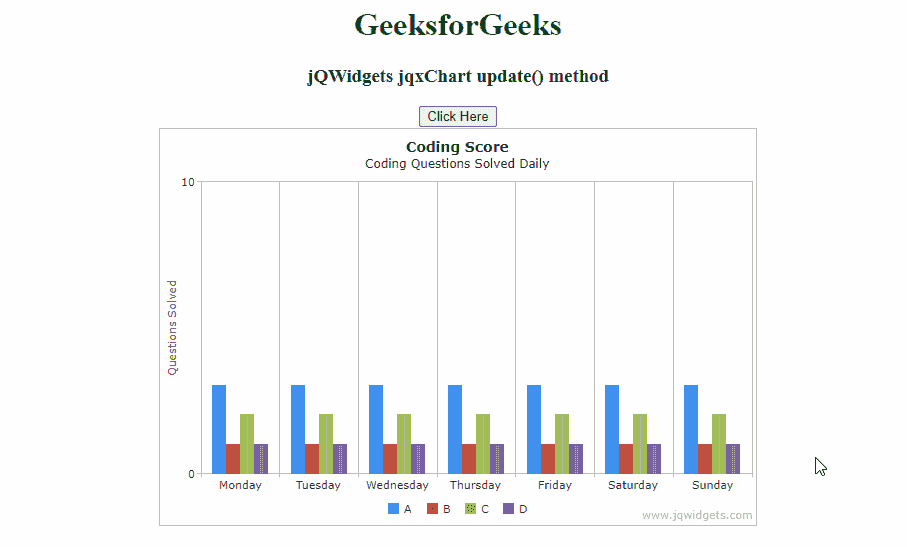 GeeksforGeeks
jQWidgets jqxChart update() method
Click Here
Coding Score
Coding Questions Solved Daily
10
Questions Solved
0
Monday Tuesday Wednesday Thursday Friday Saturday Sunday
A B C D
www.jqwidgets.com